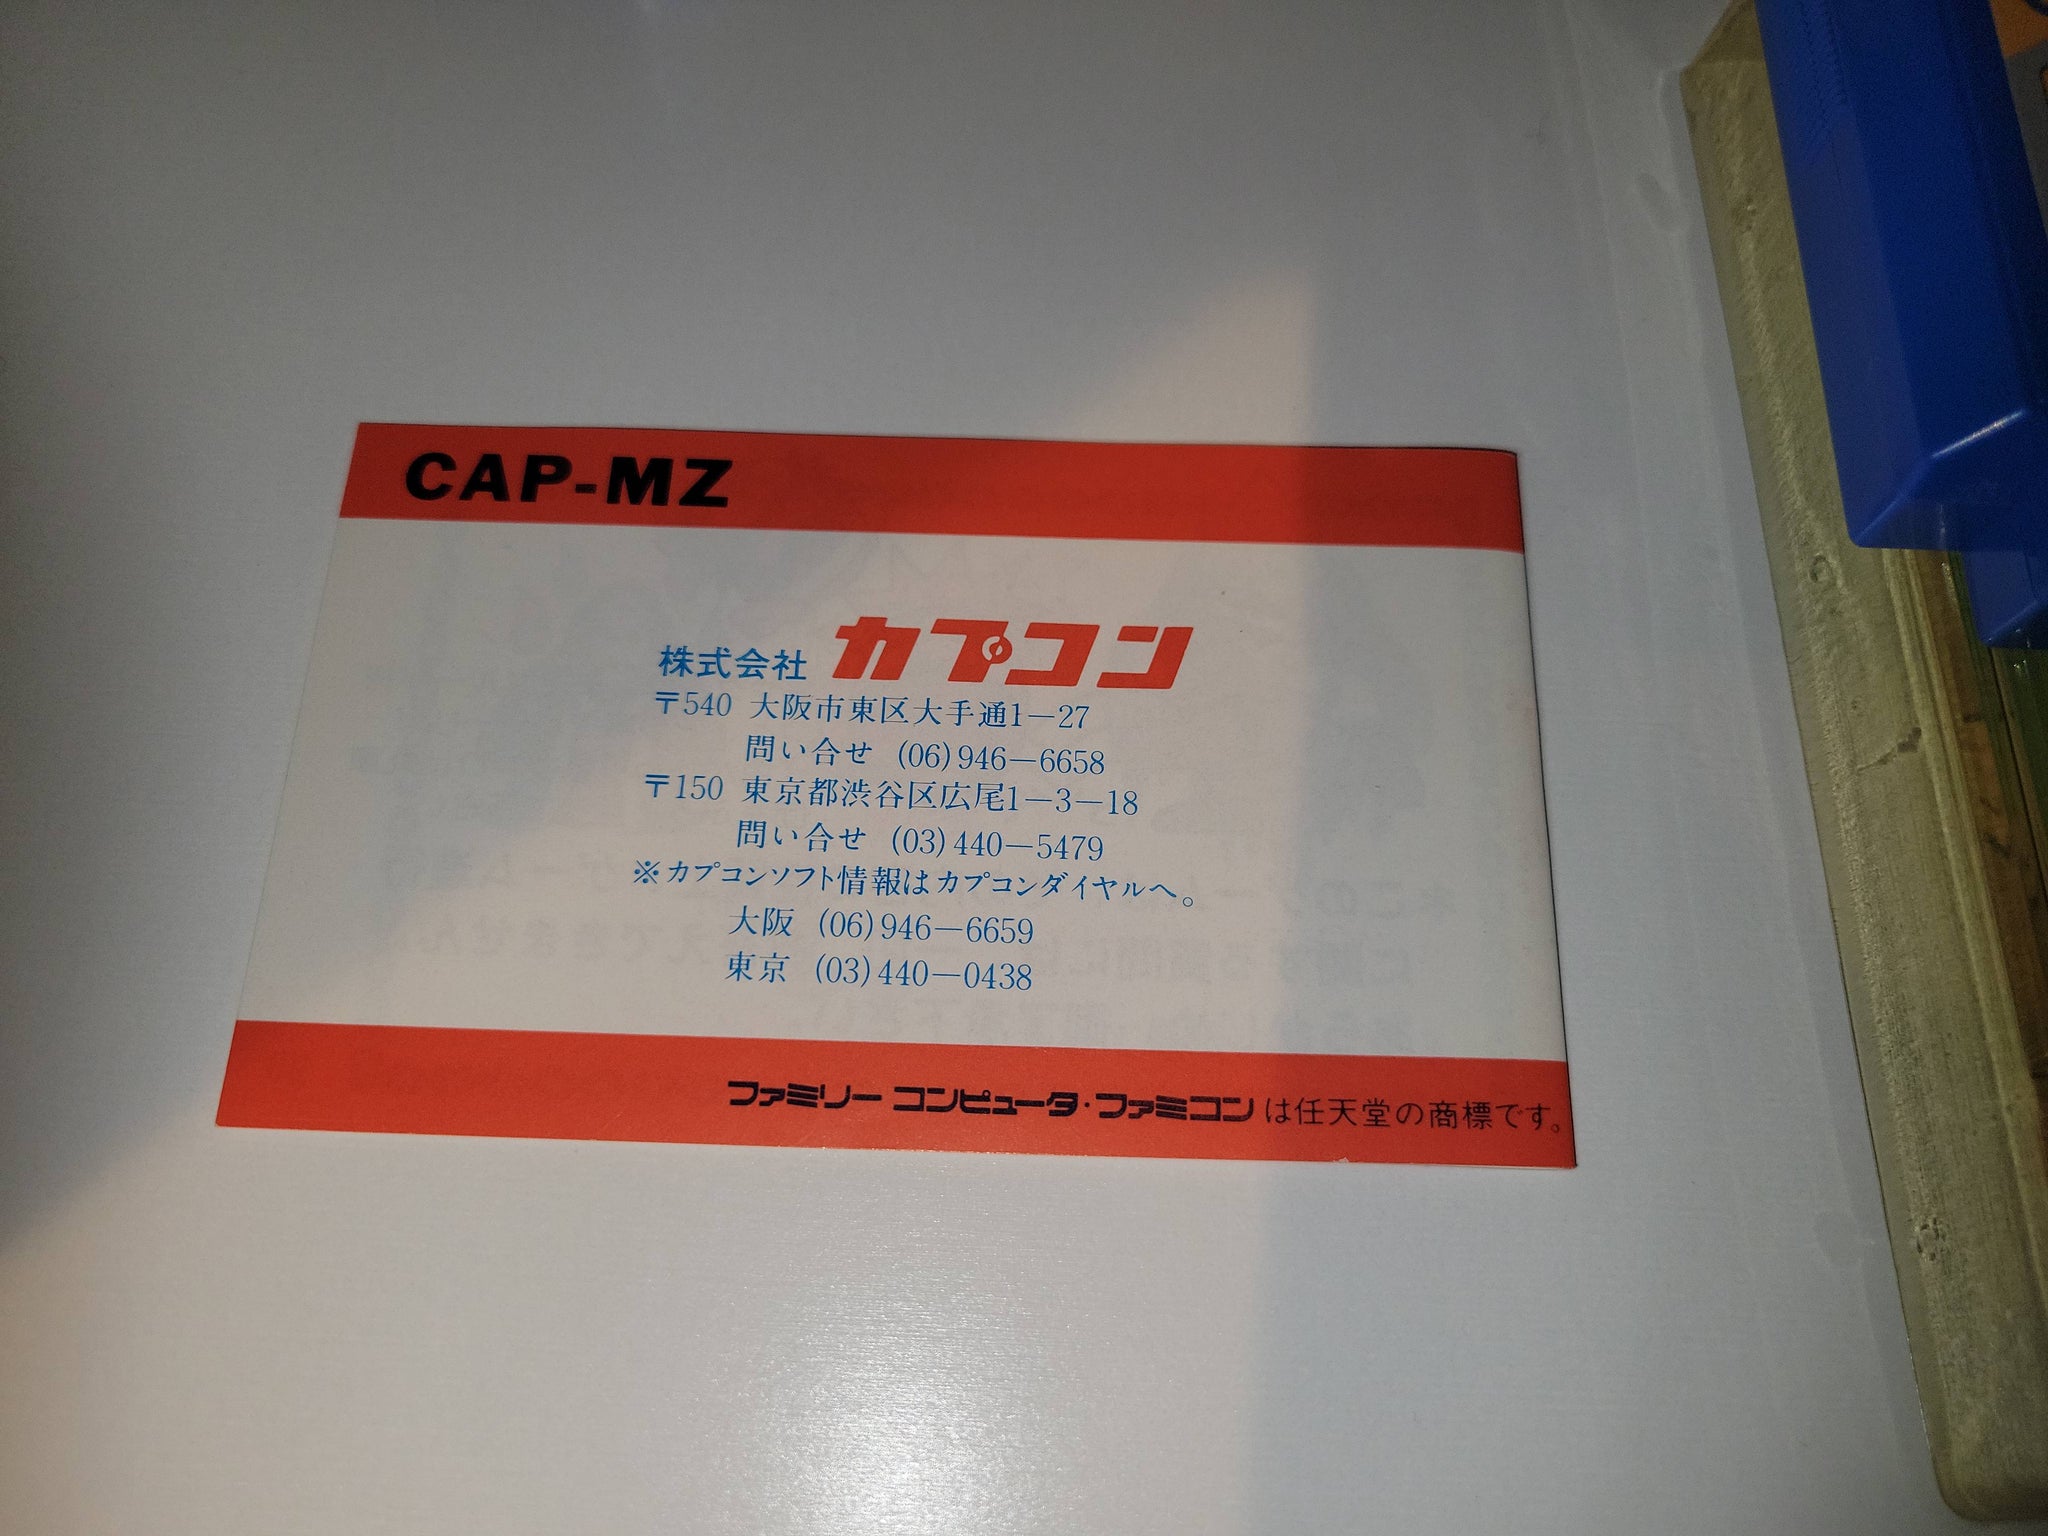 CAP-MZ
株式会社 カプコン
〒540 大阪市東区大手通1－27
問い合せ (06)946－6658
〒150 東京都渋谷区広尾1－3－18
問い合せ (03)440－5479
※カプコンソフト情報はカプコンダイヤルへ。
大阪 (06)946－6659
東京 (03)440－0438
ファミリー コンピュータ・ファミコンは任天堂の商標です。